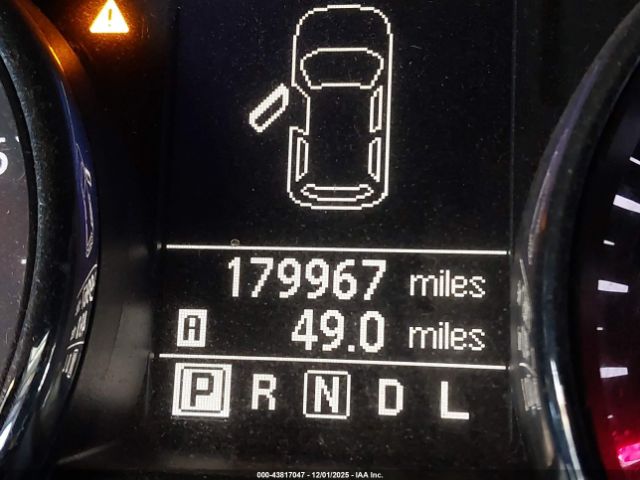 179967 miles
A 49.0 miles
P R N D L
000-43817047 - 12/01/2025 - IAA Inc.